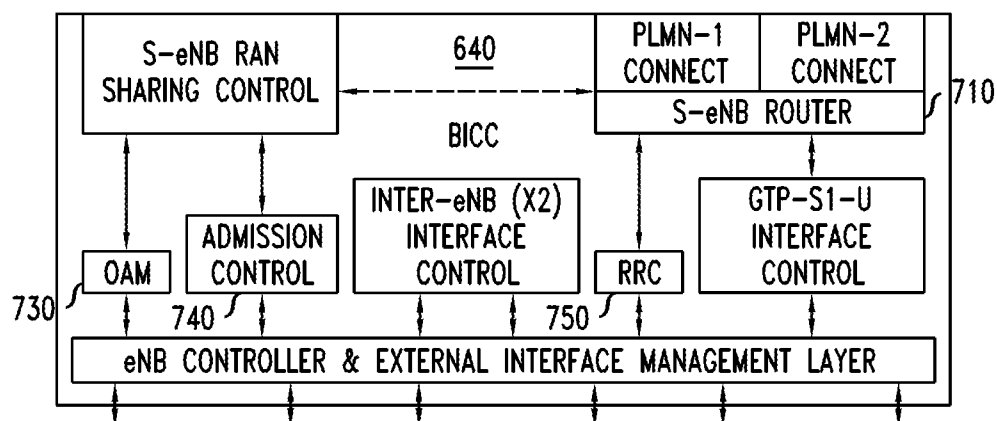 S-eNB RAN
SHARING CONTROL
640
PLMN-1
CONNECT
PLMN-2
CONNECT
S-eNB ROUTER
710
BICC
INTER-eNB (X2)
INTERFACE
CONTROL
GTP-S1-U
INTERFACE
CONTROL
ADMISSION
CONTROL
OAM
RRC
730
740
750
eNB CONTROLLER & EXTERNAL INTERFACE MANAGEMENT LAYER